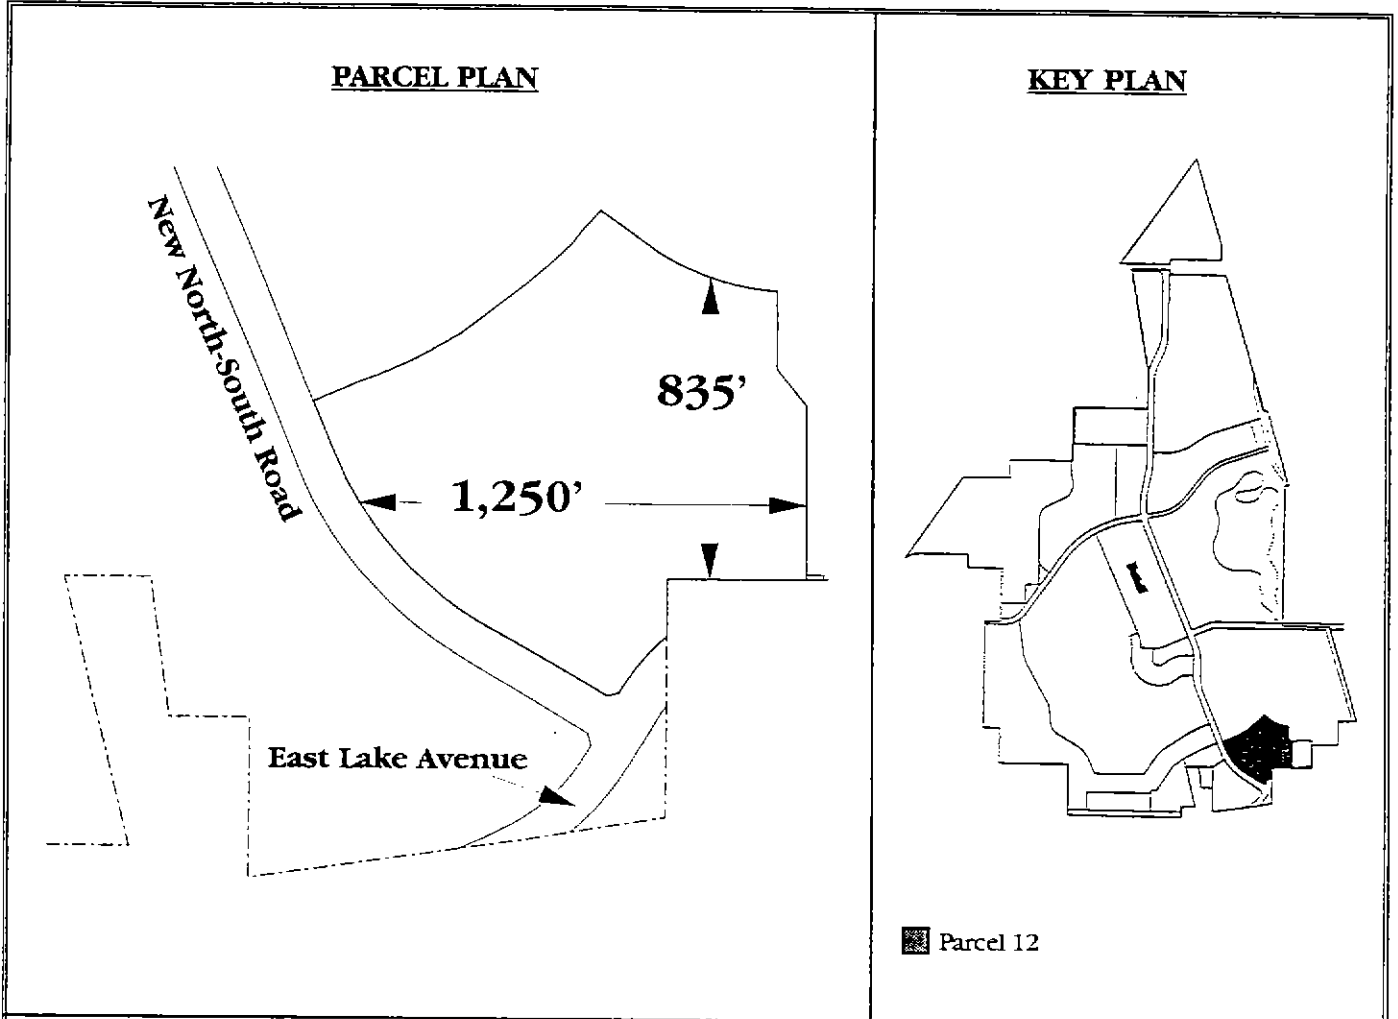 PARCEL PLAN
New North-South Road
835’
1,250’
East Lake Avenue
KEY PLAN
Parcel 12